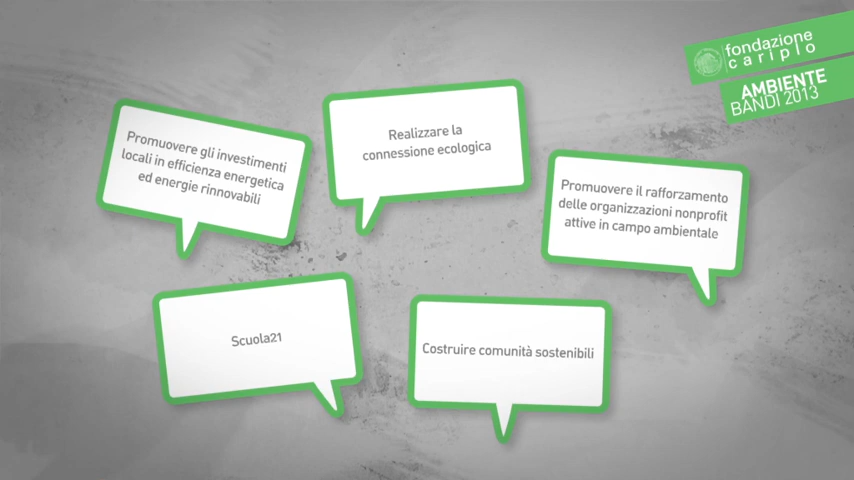 fondazione
cariplo
AMBIENTE
BANDI 2013
Promuovere gli investimenti
locali in efficienza energetica
ed energie rinnovabili
Realizzare la
connessione ecologica
Promuovere il rafforzamento
delle organizzazioni nonprofit
attive in campo ambientale
Scuola21
Costruire comunità sostenibili